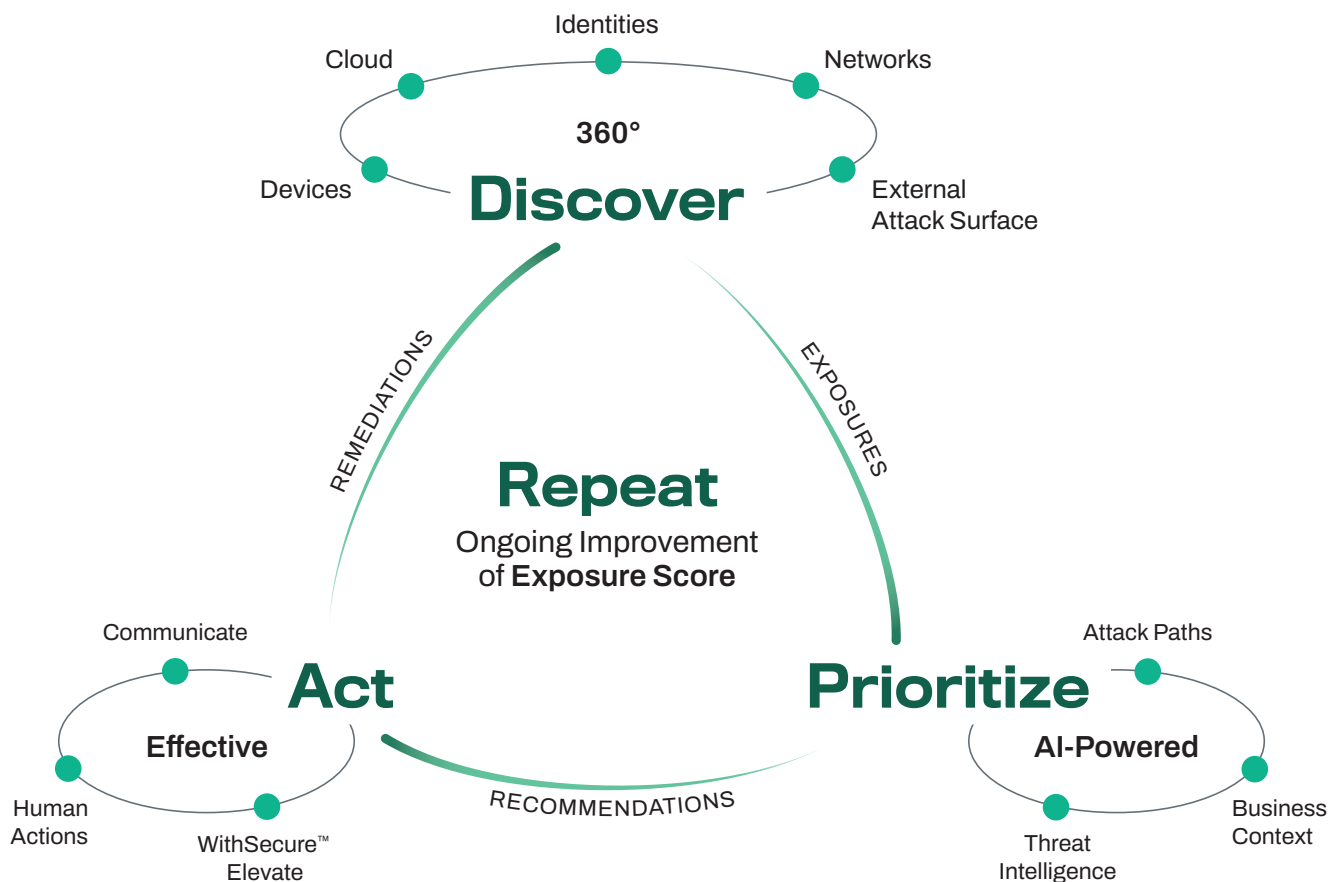 Identities
Cloud
Networks
360°
Devices
Discover
External
Attack Surface
REMEDIATIONS
EXPOSURES
Repeat
Ongoing Improvement
of Exposure Score
Communicate
Act
Effective
Human
Actions
WithSecure™
Elevate
RECOMMENDATIONS
Attack Paths
Prioritize
AI-Powered
Business
Context
Threat
Intelligence